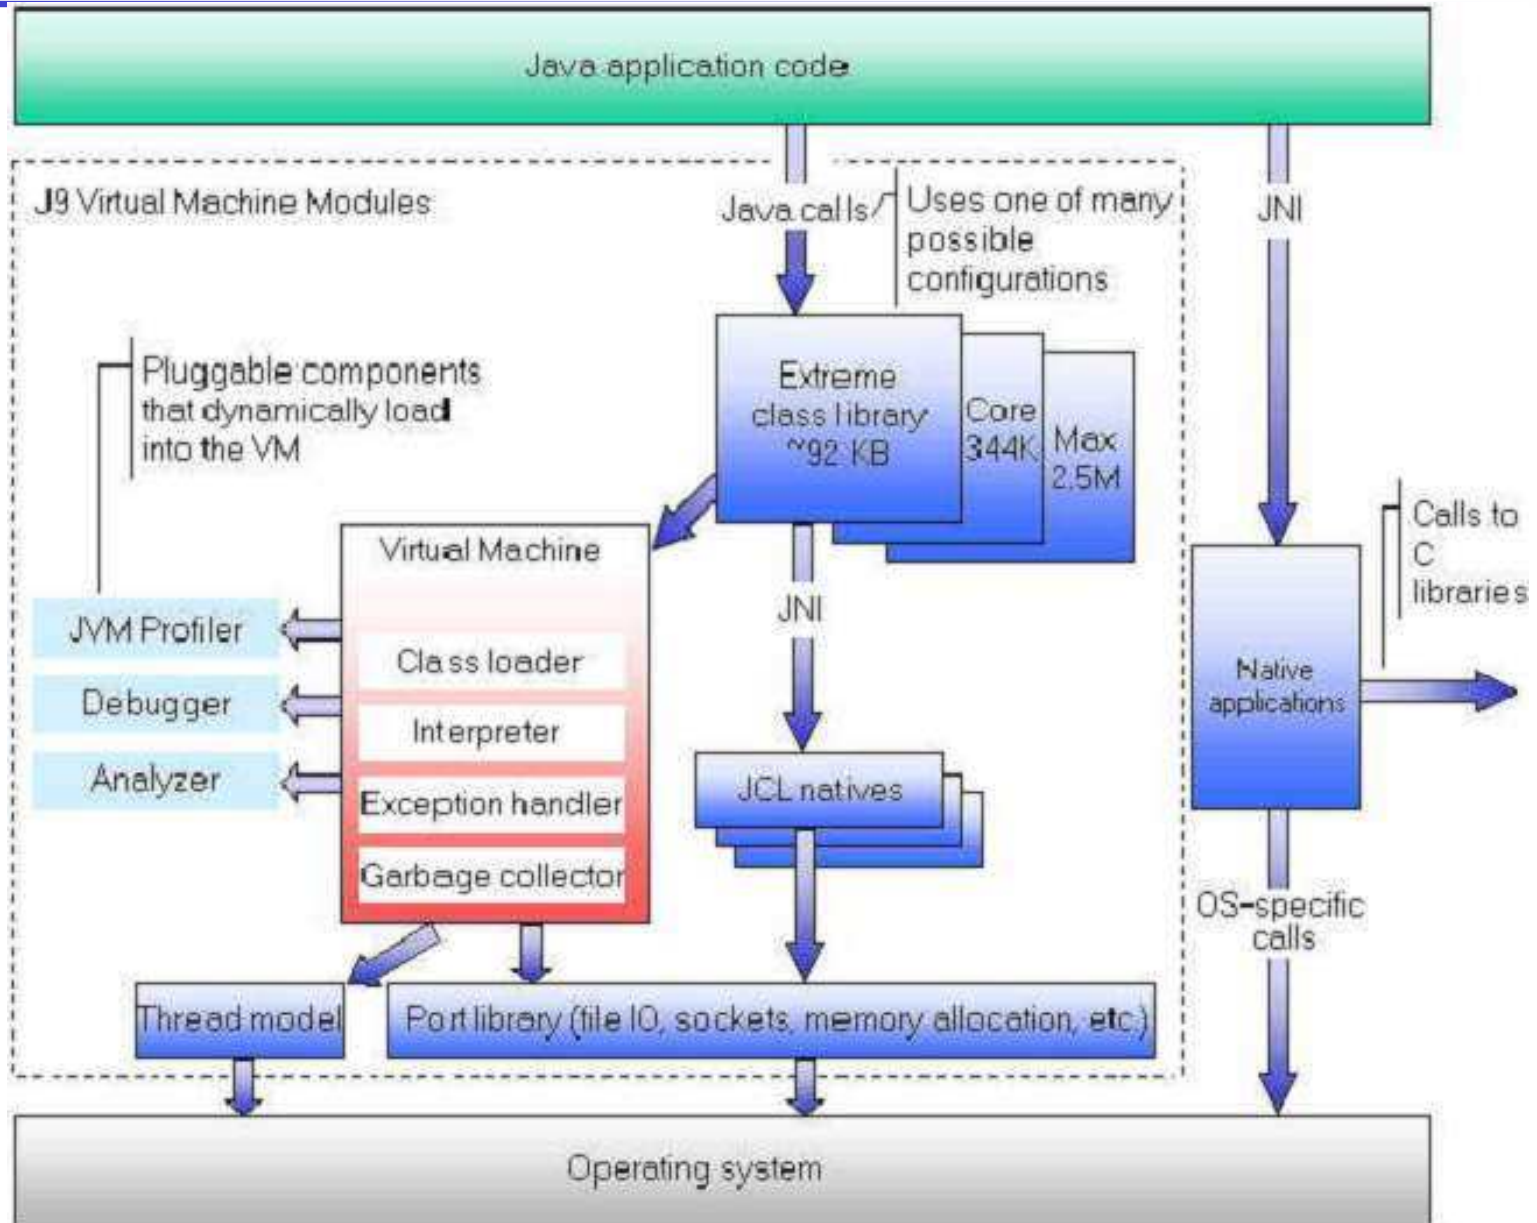 Java application code
J9 Virtual Machine Modules
Java calls
Uses one of many
possible
configurations
JNI
Pluggable components
that dynamically load
into the VM
Extreme
class library
~92 KB
Core
344K
Max
2.5M
Calls to
C
libraries
Virtual Machine
JVM Profiler
Debugger
Analyzer
Class loader
Interpreter
Exception handler
Garbage collector
JNI
JCL natives
Native
applications
OS-specific
calls
Thread model
Port library (file IO, sockets, memory allocation, etc.)
Operating system